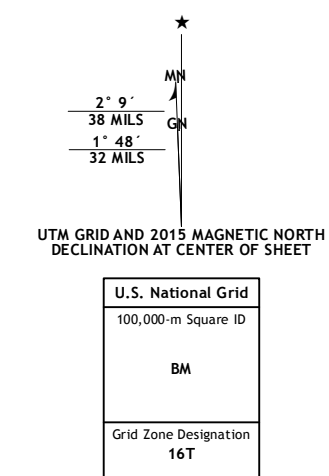 MN
2° 9´
38 MILS
GN
1° 48´
32 MILS
UTM GRID AND 2015 MAGNETIC NORTH
DECLINATION AT CENTER OF SHEET
U.S. National Grid
100,000-m Square ID
BM
Grid Zone Designation
16T